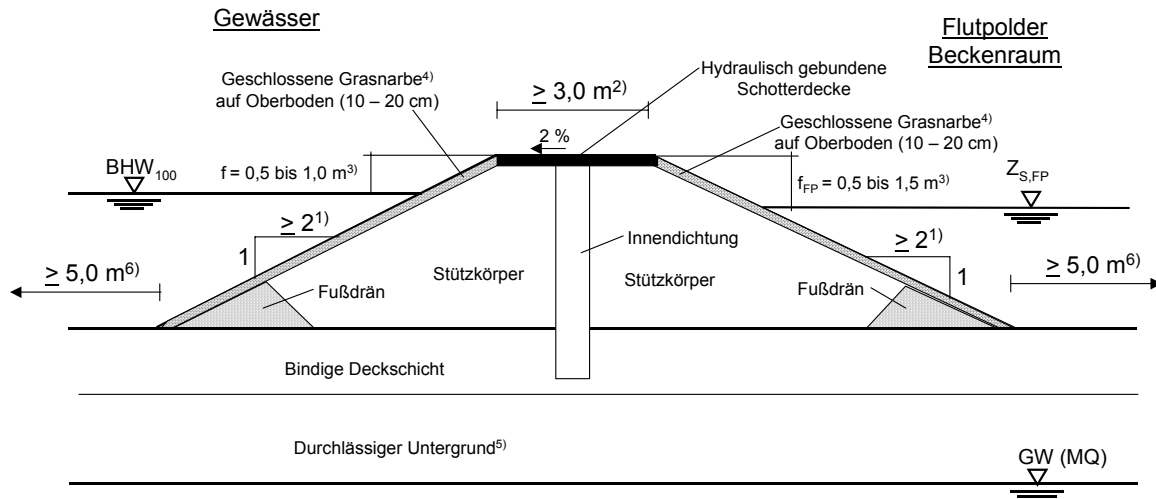 Gewässer
Flutpolder
Beckenraum
Geschlossene Grasnarbe4)
auf Oberboden (10 – 20 cm)
≥ 3,0 m2)
Hydraulisch gebundene
Schotterdecke
2 %
Geschlossene Grasnarbe4)
auf Oberboden (10 – 20 cm)
BHW100
f = 0,5 bis 1,0 m3)
fFP = 0,5 bis 1,5 m3)
ZS,FP
≥ 21)
1
Innendichtung
≥ 21)
1
≥ 5,0 m6)
Stützkörper
Stützkörper
≥ 5,0 m6)
Fußdrän
Fußdrän
Bindige Deckschicht
Durchlässiger Untergrund5)
GW (MQ)